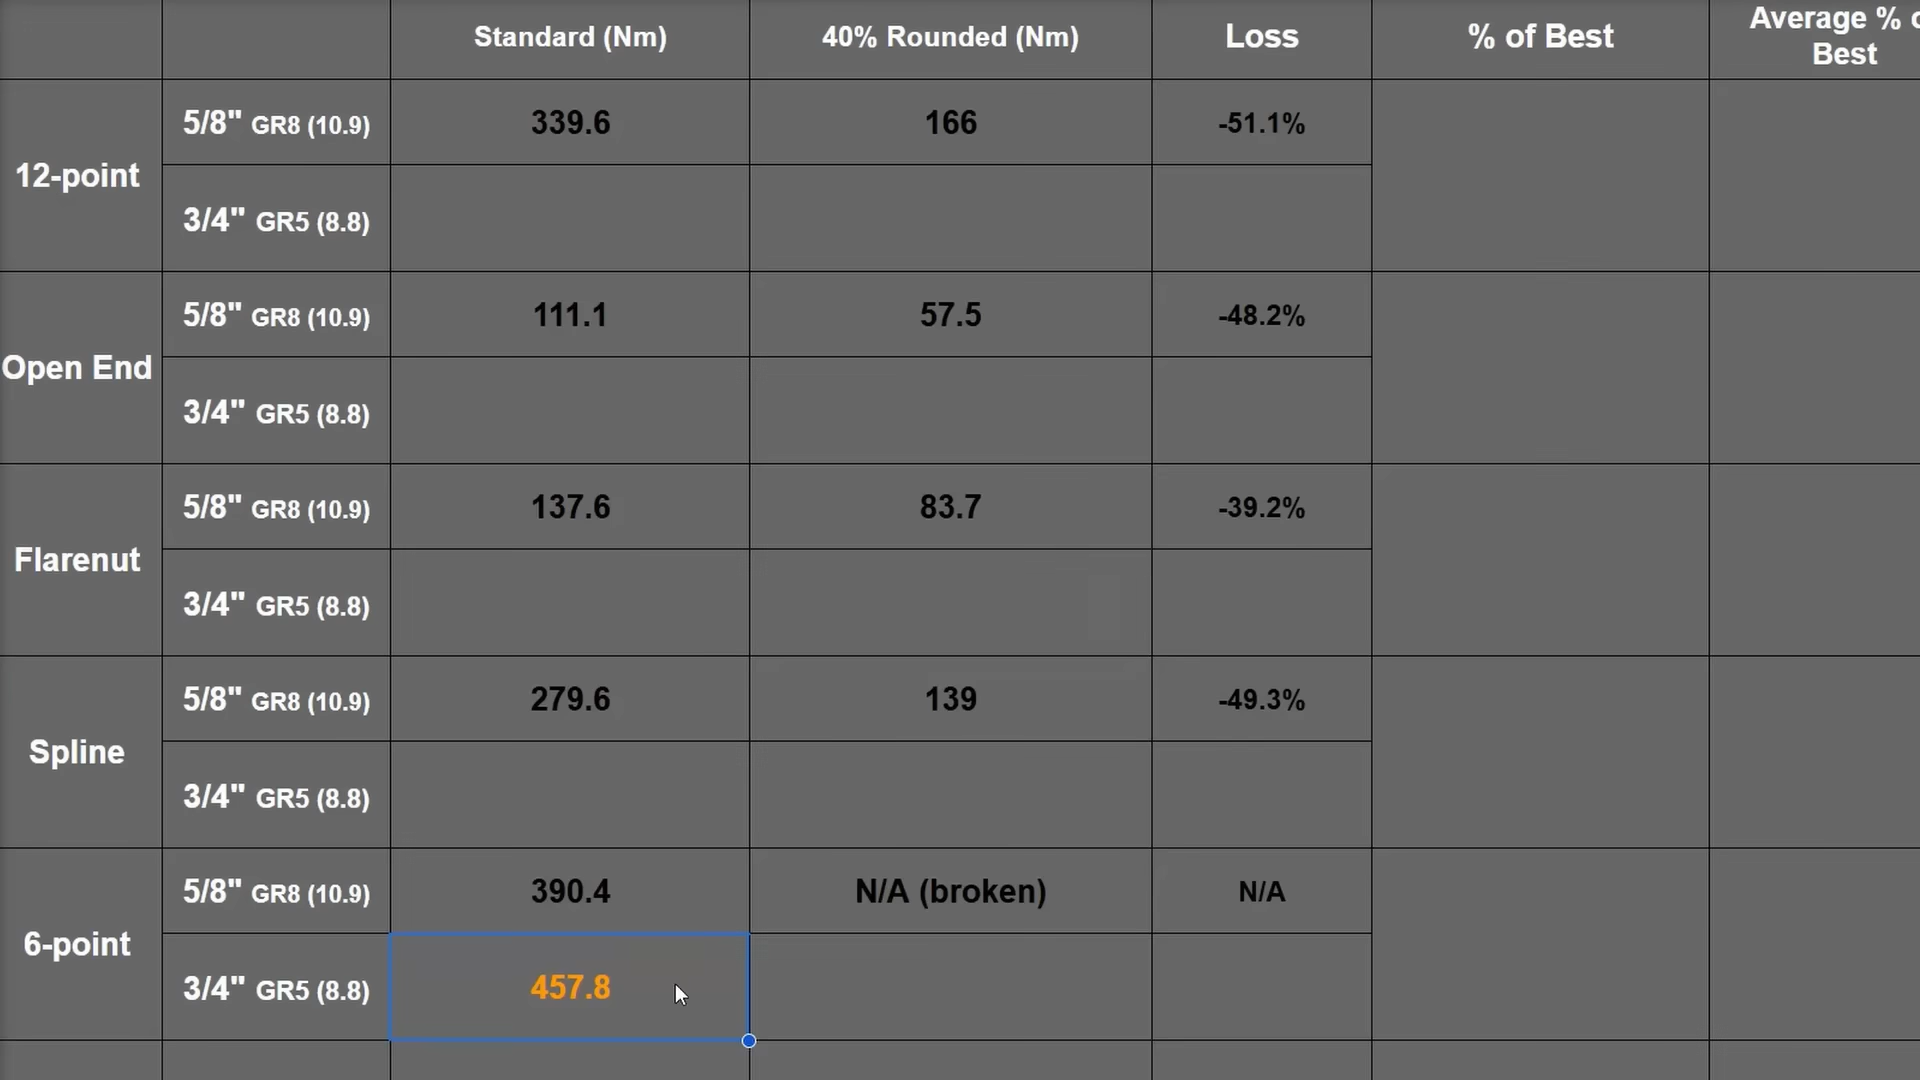 Standard (Nm) 40% Rounded (Nm) Loss % of Best Average %
Best
12-point
5/8" GR8 (10.9) 339.6 166 -51.1%
3/4" GR5 (8.8)
Open End
5/8" GR8 (10.9) 111.1 57.5 -48.2%
3/4" GR5 (8.8)
Flarenut
5/8" GR8 (10.9) 137.6 83.7 -39.2%
3/4" GR5 (8.8)
Spline
5/8" GR8 (10.9) 279.6 139 -49.3%
3/4" GR5 (8.8)
6-point
5/8" GR8 (10.9) 390.4 N/A (broken) N/A
3/4" GR5 (8.8) 457.8